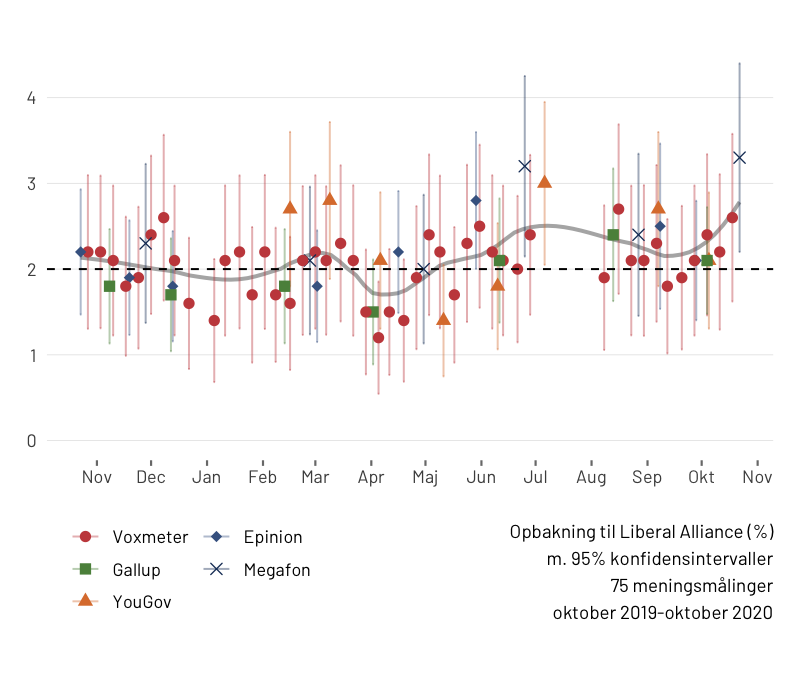 4
3
2
1
0
Nov Dec Jan Feb Mar Apr Maj Jun Jul Aug Sep Okt Nov
Voxmeter Epinion
Gallup Megafon
YouGov
Opbakning til Liberal Alliance (%)
m. 95% konfidensintervaller
75 meningsmålinger
oktober 2019-oktober 2020